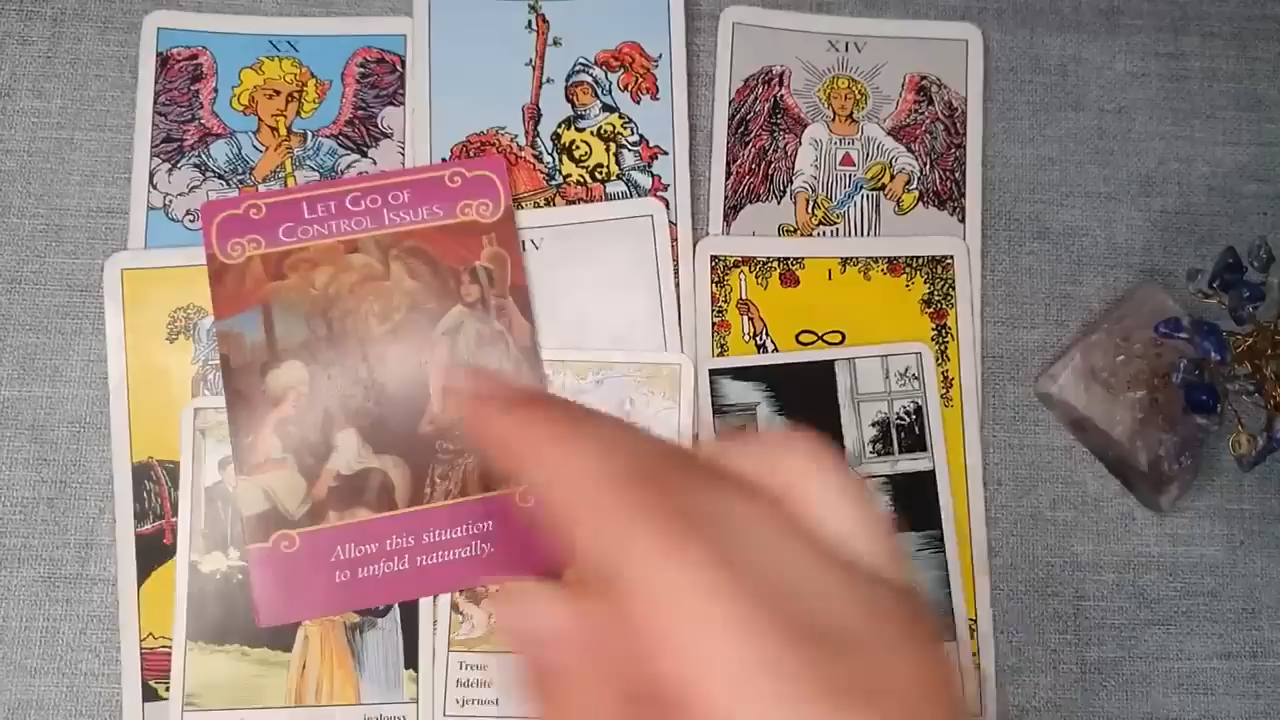 XX
XIV
LET GO OF
CONTROL ISSUES
IV
I
Allow this situation
to unfold naturally.
Treue
fidélité
vjernost
jealousy